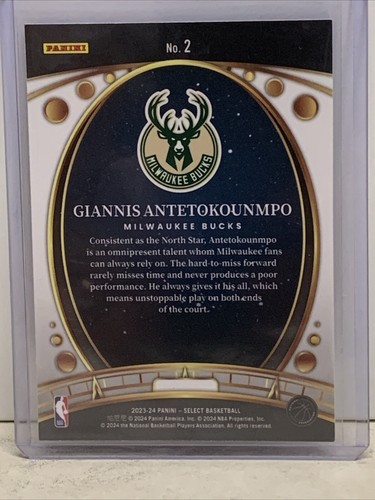 PANINI
No. 2
MILWAUKEE BUCKS
GIANNIS ANTETOKOUNMPO
MILWAUKEE BUCKS
Consistent as the North Star, Antetokounmpo
is an omnipresent talent whom Milwaukee fans
can always rely on. The hard-to-miss forward
rarely misses time and never produces a poor
performance. He always gives it his all, which
means unstoppable play on both ends
of the court.
2023-24 PANINI - SELECT BASKETBALL
© 2024 Panini America, Inc. © 2024 NBA Properties, Inc.
© 2024 the National Basketball Players Association. All rights reserved.